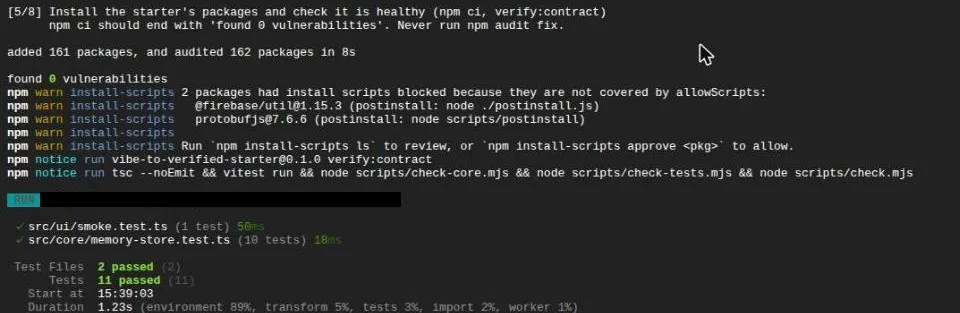 [5/8] Install the starter's packages and check it is healthy (npm ci, verify:contract)
npm ci should end with 'found 0 vulnerabilities'. Never run npm audit fix.
added 161 packages, and audited 162 packages in 8s
found 0 vulnerabilities
npm warn install-scripts 2 packages had install scripts blocked because they are not covered by allowScripts:
npm warn install-scripts   @firebase/util@1.15.3 (postinstall: node ./postinstall.js)
npm warn install-scripts   protobufjs@7.6.6 (postinstall: node scripts/postinstall)
npm warn install-scripts
npm warn install-scripts Run `npm install-scripts ls` to review, or `npm install-scripts approve <pkg>` to allow.
npm notice run vibe-to-verified-starter@0.1.0 verify:contract
npm notice run tsc --noEmit && vitest run && node scripts/check-core.mjs && node scripts/check-tests.mjs && node scripts/check.mjs
RUN
✓ src/ui/smoke.test.ts (1 test) 50ms
✓ src/core/memory-store.test.ts (10 tests) 18ms
Test Files  2 passed (2)
Tests  11 passed (11)
Start at  15:39:03
Duration  1.23s (environment 89%, transform 5%, tests 3%, import 2%, worker 1%)